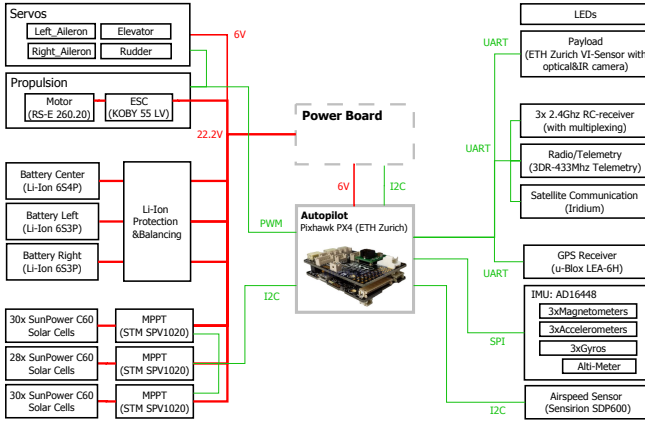 Servos
Left_Aileron
Elevator
Right_Aileron
Rudder
6V
Propulsion
Motor
(RS-E 260.20)
ESC
(KOBY 55 LV)
22.2V
Battery Center
(Li-Ion 6S4P)
Battery Left
(Li-Ion 6S3P)
Battery Right
(Li-Ion 6S3P)
Li-Ion
Protection
&Balancing
30x SunPower C60
Solar Cells
MPPT
(STM SPV1020)
28x SunPower C60
Solar Cells
MPPT
(STM SPV1020)
30x SunPower C60
Solar Cells
MPPT
(STM SPV1020)
Power Board
6V
I2C
PWM
I2C
Autopilot
Pixhawk PX4 (ETH Zurich)
UART
UART
UART
SPI
I2C
LEDs
Payload
(ETH Zurich VI-Sensor with
optical&IR camera)
3x 2.4Ghz RC-receiver
(with multiplexing)
Radio/Telemetry
(3DR-433Mhz Telemetry)
Satellite Communication
(Iridium)
GPS Receiver
(u-Blox LEA-6H)
IMU: AD16448
3xMagnetometers
3xAccelerometers
3xGyros
Alti-Meter
Airspeed Sensor
(Sensirion SDP600)